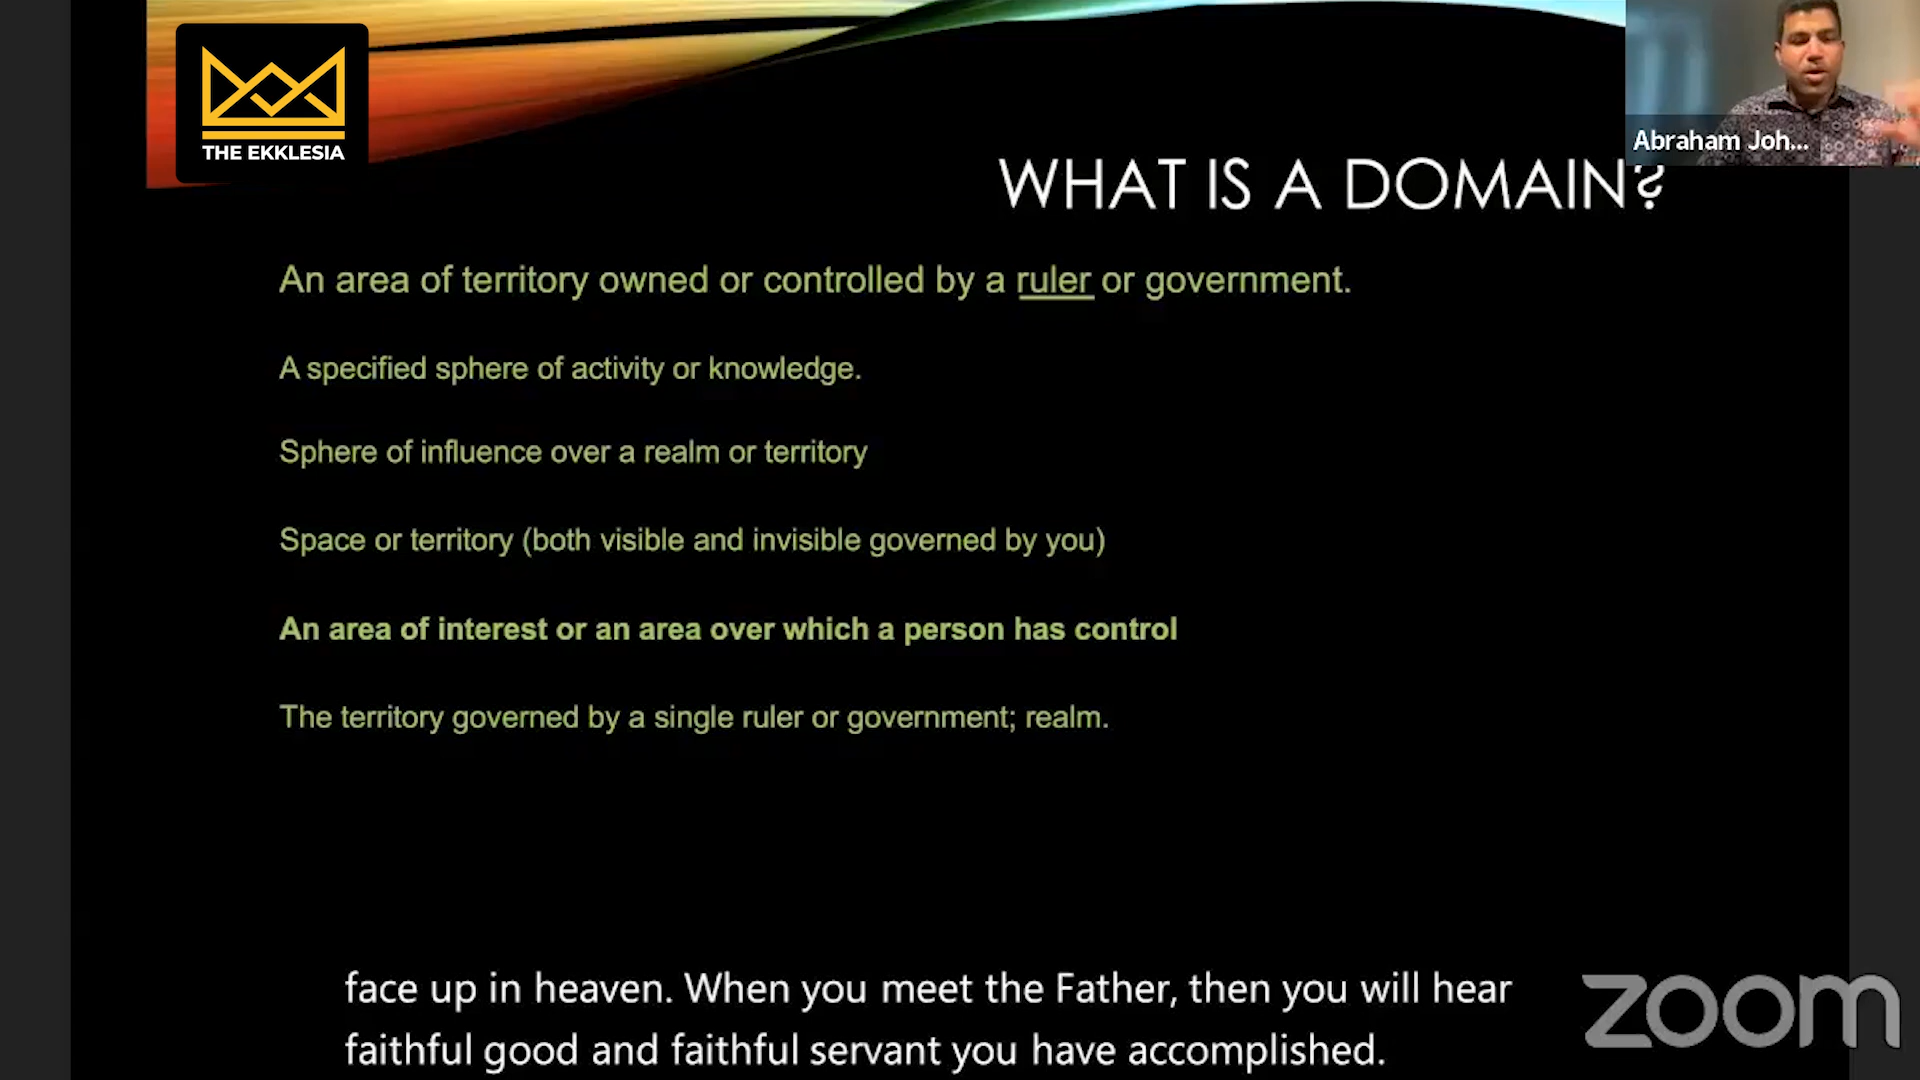 THE EKKLESIA
Abraham Joh...
WHAT IS A DOMAIN?
An area of territory owned or controlled by a ruler or government.
A specified sphere of activity or knowledge.
Sphere of influence over a realm or territory
Space or territory (both visible and invisible governed by you)
An area of interest or an area over which a person has control
The territory governed by a single ruler or government; realm.
face up in heaven. When you meet the Father, then you will hear
faithful good and faithful servant you have accomplished.
zoom